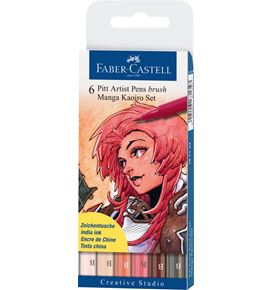 FABER-CASTELL
since 1761
6 Pitt Artist Pens brush
Manga Kaoiro Set
Zeichentusche
India ink
Encre de Chine
Tinta china
B B B B B B
Creative Studio